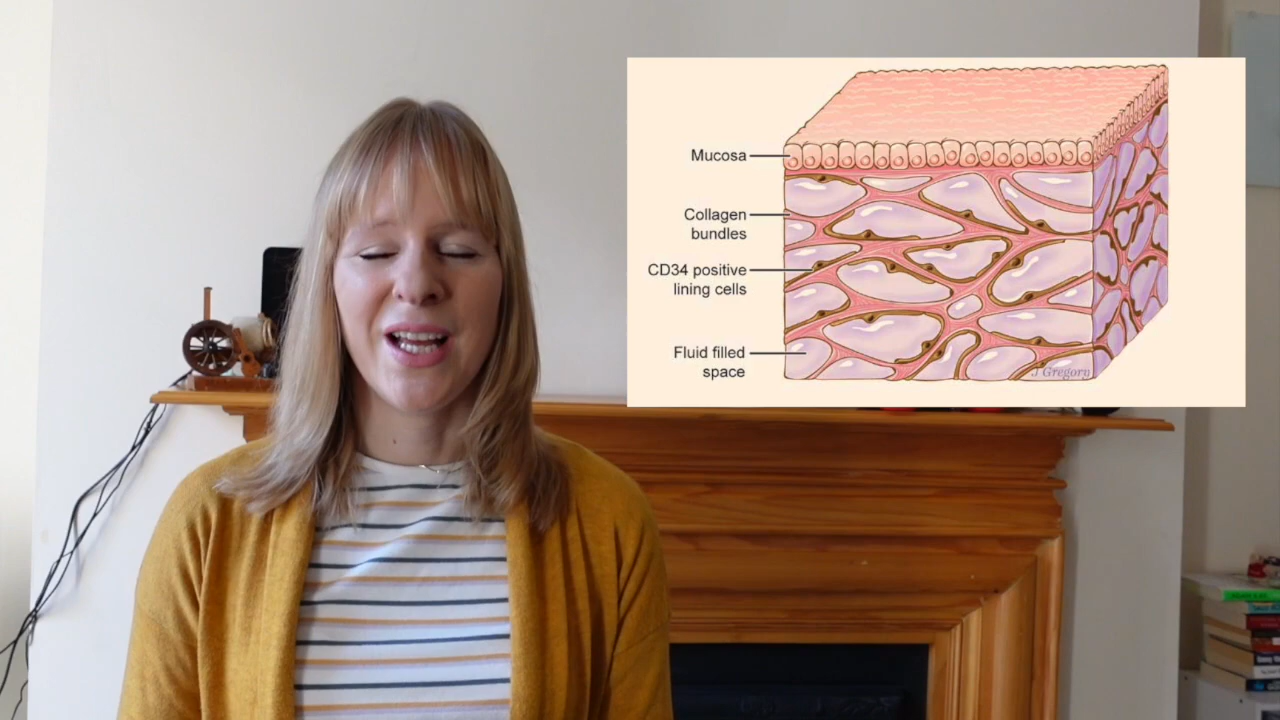 Mucosa
Collagen
bundles
CD34 positive
lining cells
Fluid filled
space
J Gregory